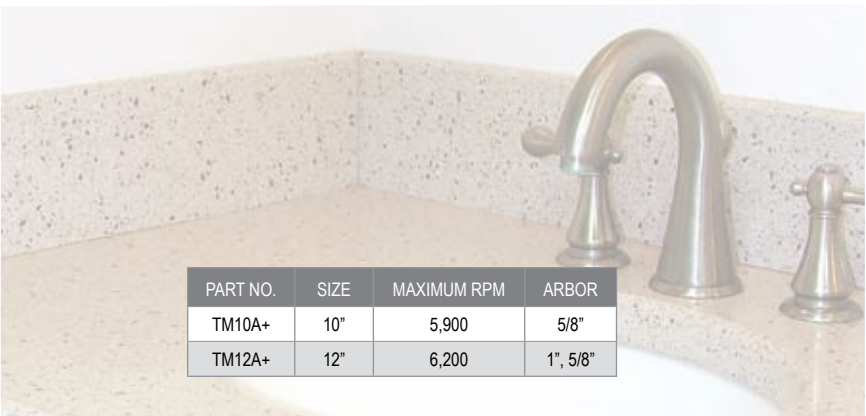 PART NO. SIZE MAXIMUM RPM ARBOR
TM10A+ 10” 5,900 5/8”
TM12A+ 12” 6,200 1”, 5/8”